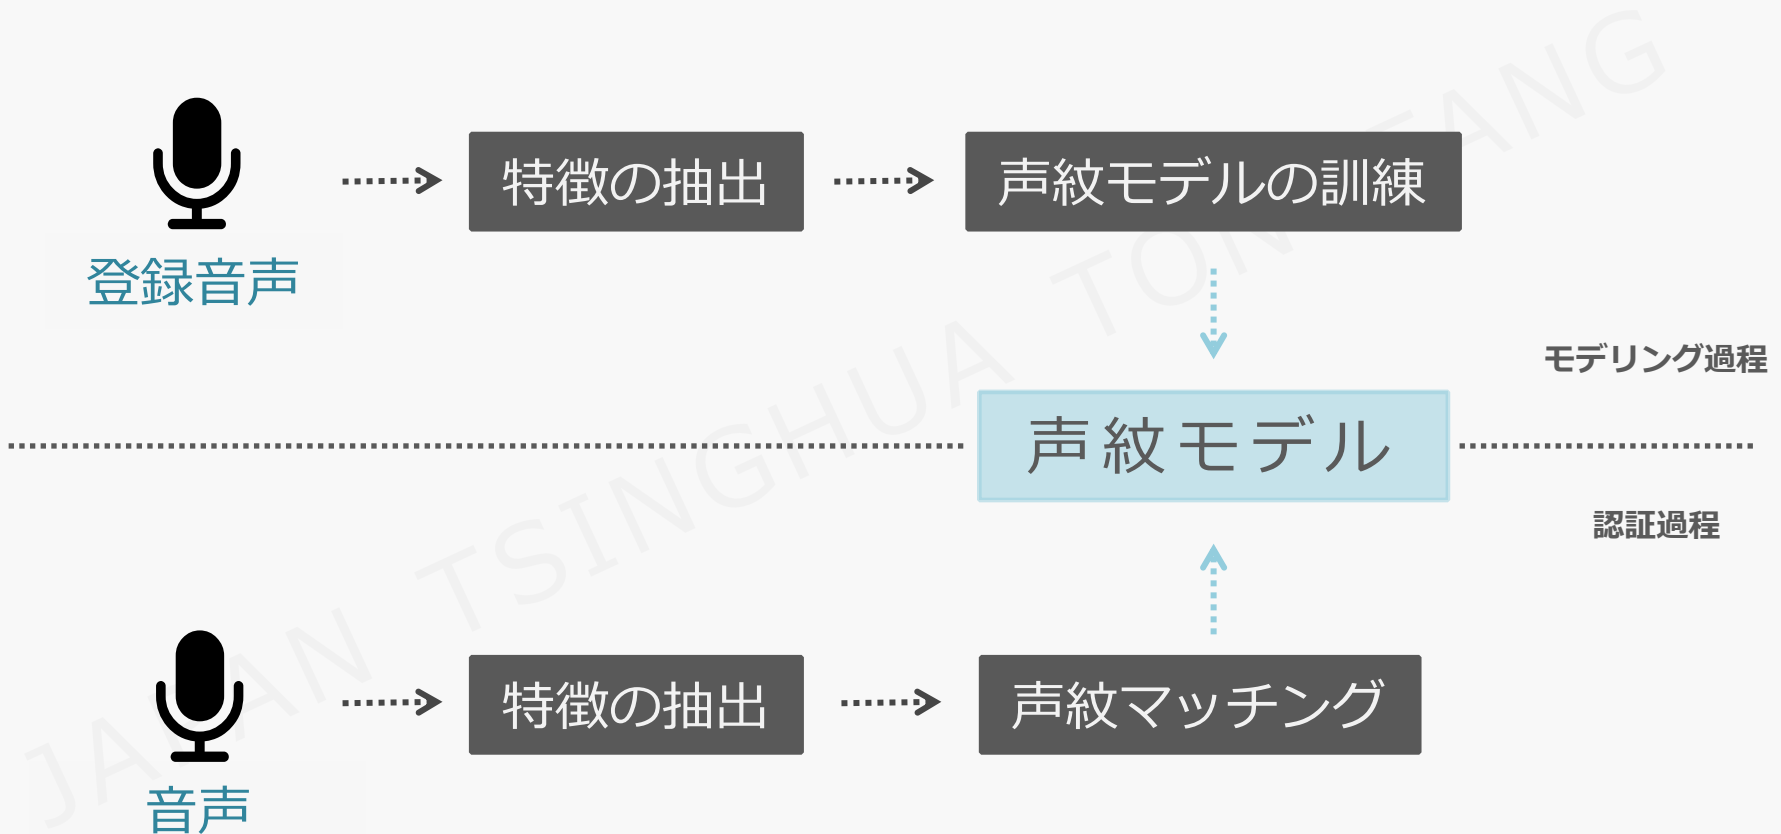 特徴の抽出
声紋モデルの訓練
登録音声
モデリング過程
声紋モデル
認証過程
特徴の抽出
声紋マッチング
音声
JAPAN TSINGHUA TONGFANG